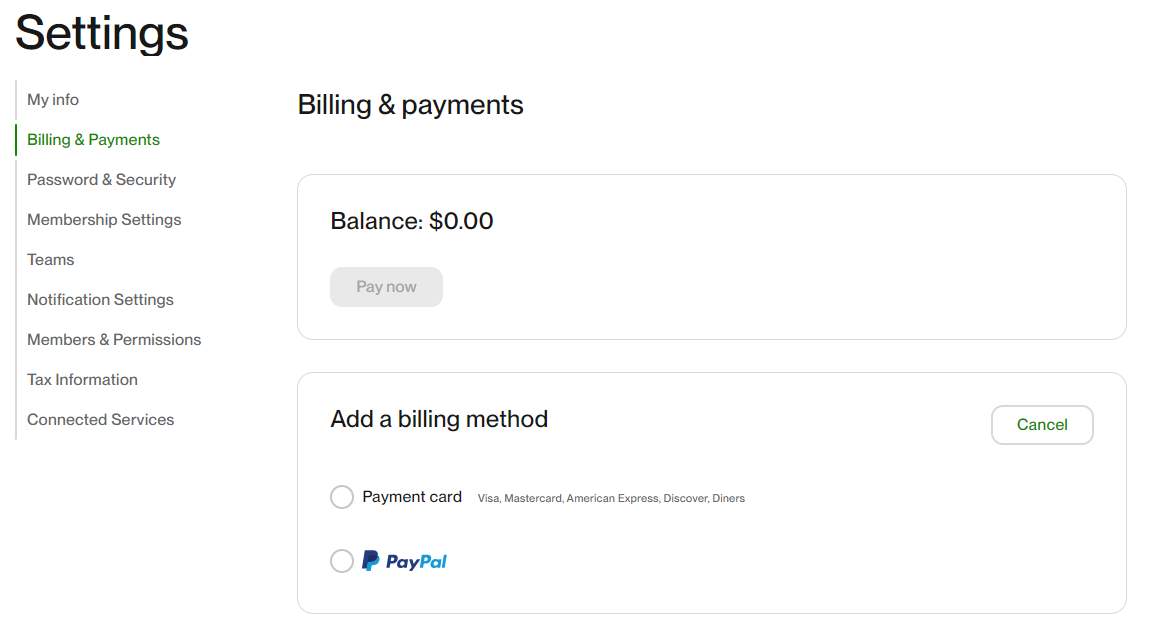 Settings
My info
Billing & Payments
Password & Security
Membership Settings
Teams
Notification Settings
Members & Permissions
Tax Information
Connected Services
Billing & payments
Balance: $0.00
Pay now
Add a billing method
Cancel
Payment card Visa, Mastercard, American Express, Discover, Diners
PayPal